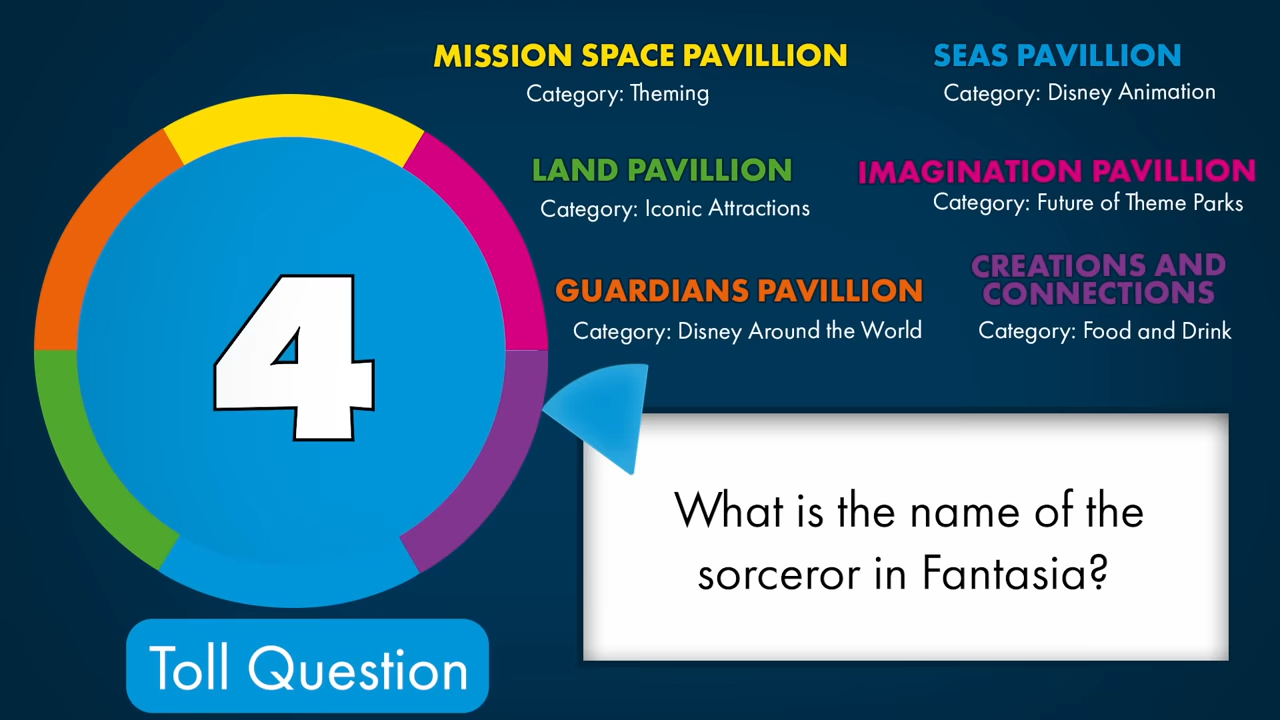 MISSION SPACE PAVILLION
Category: Theming
SEAS PAVILLION
Category: Disney Animation
LAND PAVILLION
Category: Iconic Attractions
IMAGINATION PAVILLION
Category: Future of Theme Parks
GUARDIANS PAVILLION
Category: Disney Around the World
CREATIONS AND
CONNECTIONS
Category: Food and Drink
4
What is the name of the
sorceror in Fantasia?
Toll Question